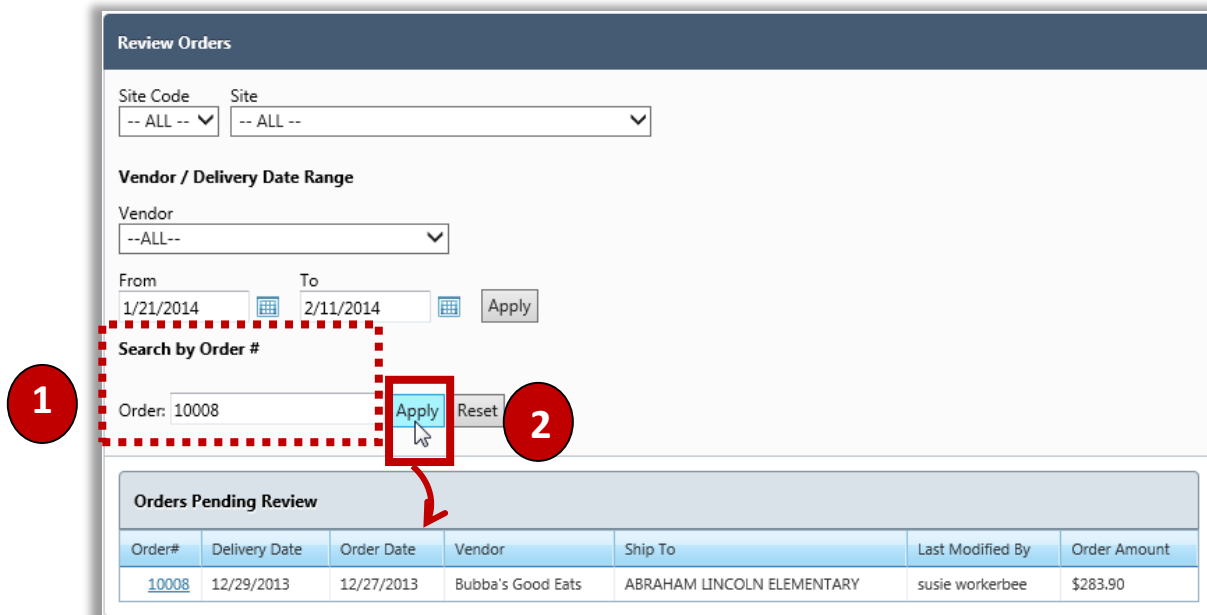 Review Orders
Site Code Site
-- ALL -- -- ALL --
Vendor / Delivery Date Range
Vendor
--ALL--
From To
1/21/2014 2/11/2014 Apply
Search by Order #
1 Order: 10008 Apply Reset 2
Orders Pending Review
Order# Delivery Date Order Date Vendor Ship To Last Modified By Order Amount
10008 12/29/2013 12/27/2013 Bubba's Good Eats ABRAHAM LINCOLN ELEMENTARY susie workerbee $283.90